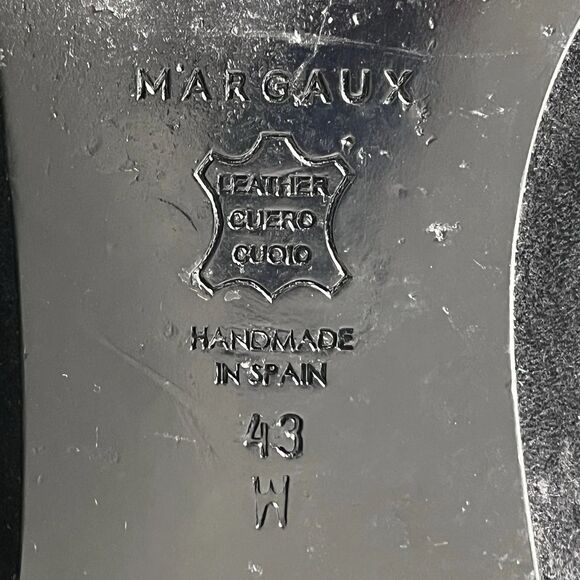 MARGAUX
LEATHER
CUERO
CUOIO
HANDMADE
IN SPAIN
43
W